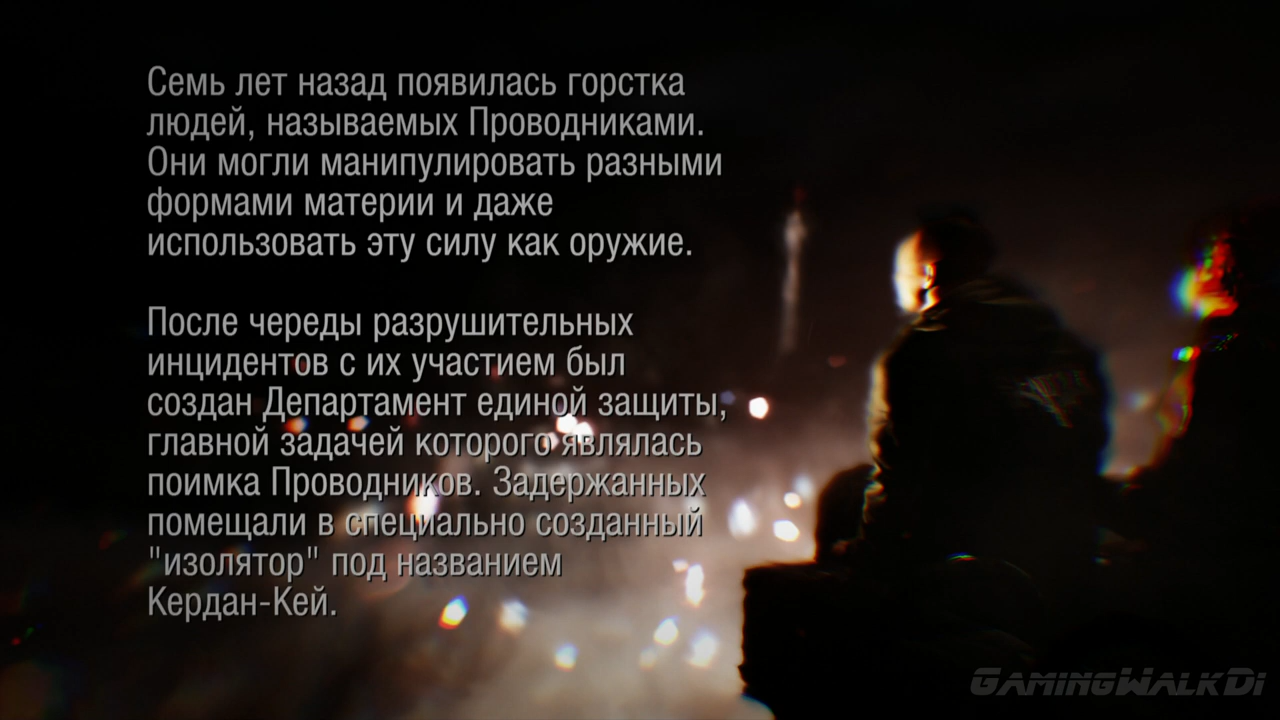 Семь лет назад появилась горстка
людей, называемых Проводниками.
Они могли манипулировать разными
формами материи и даже
использовать эту силу как оружие.
После череды разрушительных
инцидентов с их участием был
создан Департамент единой защиты,
главной задачей которого являлась
поимка Проводников. Задержанных
помещали в специально созданный
"изолятор" под названием
Кердан-Кей.
GamingWalkDi